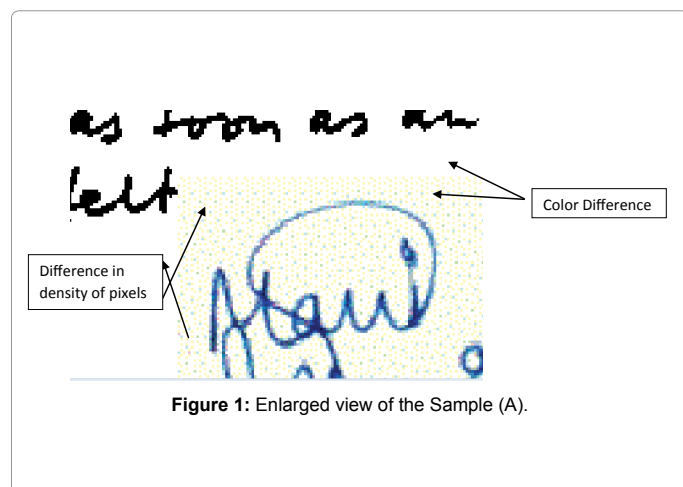 as soon as an
left
Color Difference
Difference in
density of pixels
Figure 1: Enlarged view of the Sample (A).